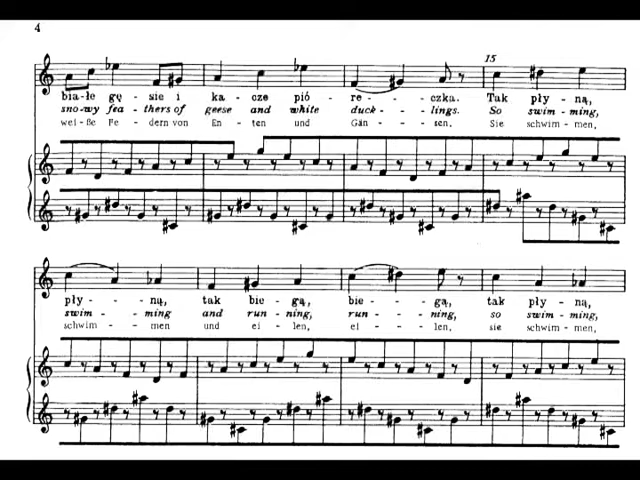 4
15
bia-łe gę - sie i ka - cze pió - re - czka. Tak pły - ną,
sno-wy fea - thers of geese and white duck - lings. So swim - ming,
wei-ße Fe - dern von En - ten und Gän - sen. Sie schwim - men,
pły - ną, tak bie - gą, bie - gą, tak pły - ną,
swim - ming and run - ning, run - ning, so swim - ming,
schwim - men und ei - len, ei - len, sie schwim - men,